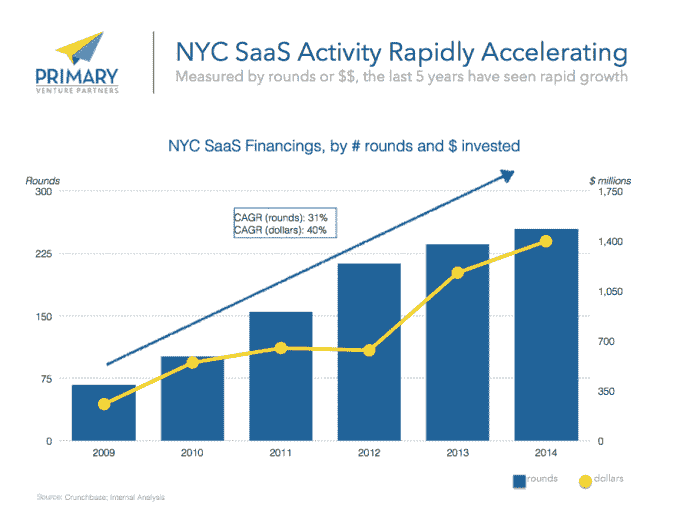 PRIMARY
VENTURE PARTNERS
NYC SaaS Activity Rapidly Accelerating
Measured by rounds or $$, the last 5 years have seen rapid growth
NYC SaaS Financings, by # rounds and $ invested
Rounds
$ millions
CAGR (rounds): 31%
CAGR (dollars): 40%
300
225
150
75
0
1,750
1,400
1,050
700
350
0
2009 2010 2011 2012 2013 2014
rounds dollars
Source: Crunchbase; Internal Analysis